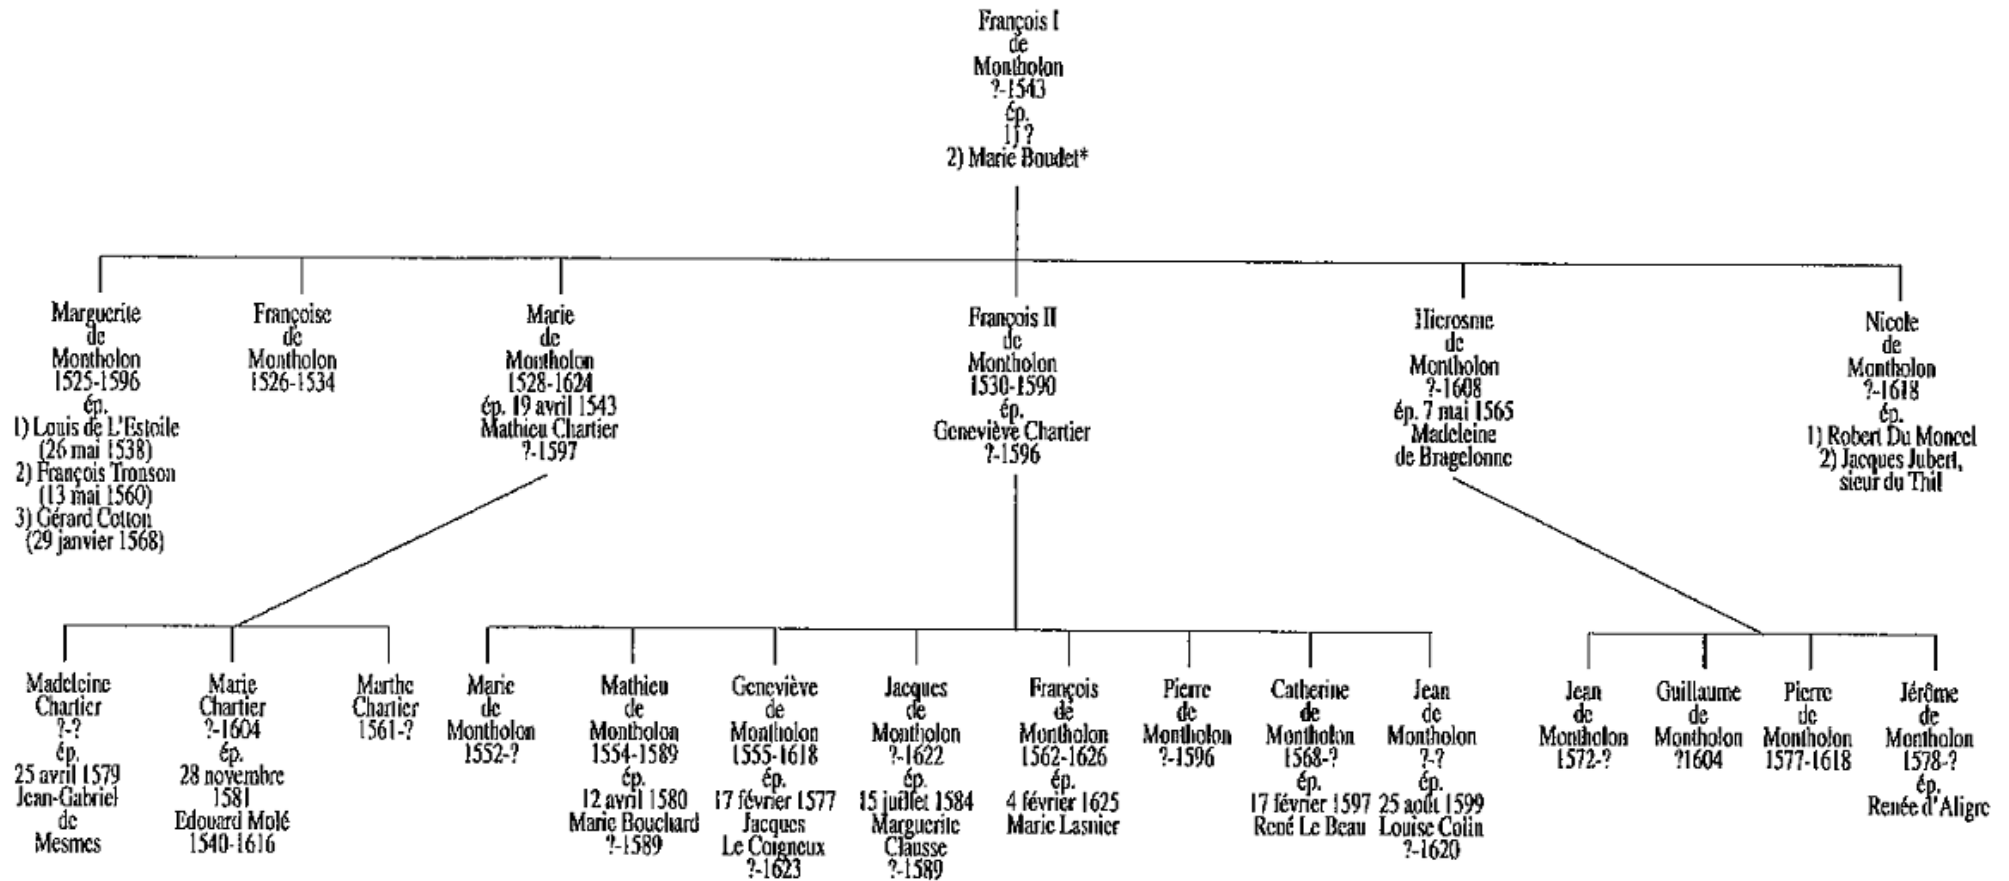 François I
de
Montholon
?-1543
ép.
1) ?
2) Marie Boudet*
Marguerite
de
Montholon
1525-1596
ép.
1) Louis de L'Estoile
(26 mai 1538)
2) François Tronson
(13 mai 1560)
3) Gérard Cotton
(29 janvier 1568)
Françoise
de
Montholon
1526-1534
Marie
de
Montholon
1528-1624
ép. 19 avril 1543
Mathieu Chartier
?-1597
François II
de
Montholon
1530-1590
ép.
Geneviève Chartier
?-1596
Hierosme
de
Montholon
?-1608
ép. 7 mai 1565
Madeleine
de Bragelonne
Nicole
de
Montholon
?-1618
ép.
1) Robert Du Moncel
2) Jacques Jubert,
sieur du Thil
Madeleine
Chartier
?-?
ép.
25 avril 1579
Jean-Gabriel
de
Mesmes
Marie
Chartier
?-1604
ép.
28 novembre
1581
Edouard Molé
1540-1616
Marthe
Chartier
1561-?
Marie
de
Montholon
1552-?
Mathieu
de
Montholon
1554-1589
ép.
12 avril 1580
Marie Bouchard
?-1589
Geneviève
de
Montholon
1555-1618
ép.
17 février 1577
Jacques
Le Coigneux
?-1623
Jacques
de
Montholon
?-1622
ép.
15 juillet 1584
Marguerite
Clausse
?-1589
François
de
Montholon
1562-1626
ép.
4 février 1625
Marie Lasnier
Pierre
de
Montholon
?-1596
Catherine
de
Montholon
1568-?
ép.
17 février 1597
René Le Beau
Jean
de
Montholon
?-?
ép.
25 août 1599
Louise Colin
?-1620
Jean
de
Montholon
1572-?
Guillaume
de
Montholon
?1604
Pierre
de
Montholon
1577-1618
Jérôme
de
Montholon
1578-?
ép.
Renée d'Aligre